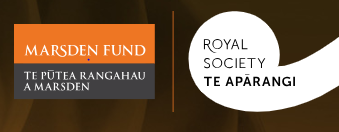 MARSDEN FUND
TE PŪTEA RANGAHAU
A MARSDEN
ROYAL
SOCIETY
TE APĀRANGI